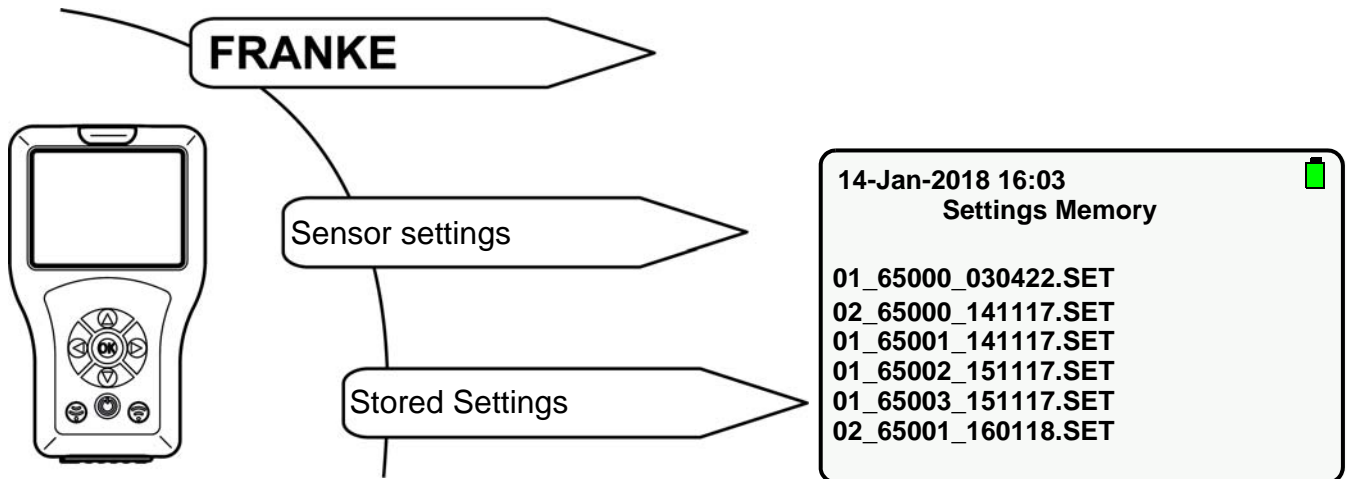 FRANKE
Sensor settings
Stored Settings
OK
14-Jan-2018 16:03
Settings Memory
01_65000_030422.SET
02_65000_141117.SET
01_65001_141117.SET
01_65002_151117.SET
01_65003_151117.SET
02_65001_160118.SET